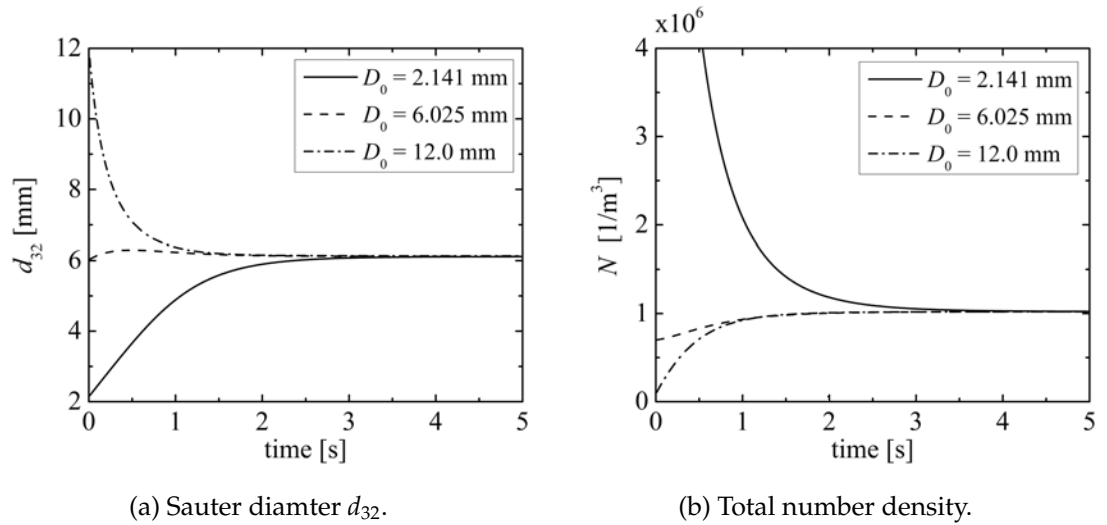 12
10
8
6
4
2
d₃₂ [mm]
D₀ = 2.141 mm
D₀ = 6.025 mm
D₀ = 12.0 mm
0 1 2 3 4 5
time [s]
(a) Sauter diamter d₃₂.
x10⁶
4
3
2
1
0
N [1/m³]
D₀ = 2.141 mm
D₀ = 6.025 mm
D₀ = 12.0 mm
0 1 2 3 4 5
time [s]
(b) Total number density.